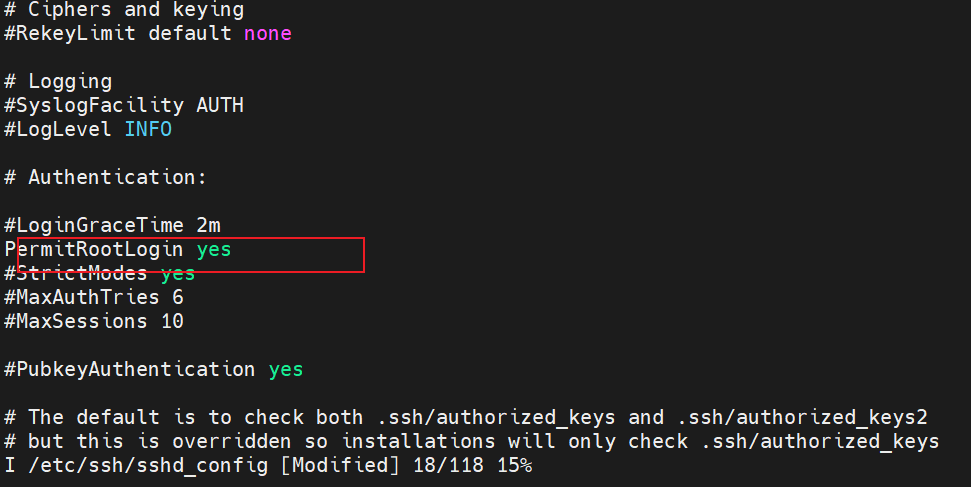 # Ciphers and keying
#RekeyLimit default none
# Logging
#SyslogFacility AUTH
#LogLevel INFO
# Authentication:
#LoginGraceTime 2m
PermitRootLogin yes
#StrictModes yes
#MaxAuthTries 6
#MaxSessions 10
#PubkeyAuthentication yes
# The default is to check both .ssh/authorized_keys and .ssh/authorized_keys2
# but this is overridden so installations will only check .ssh/authorized_keys
I /etc/ssh/sshd_config [Modified] 18/118 15%